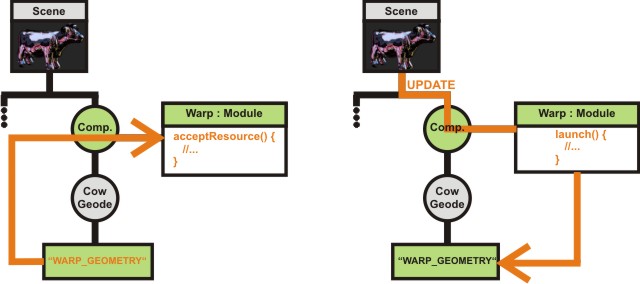 Scene
Comp.
Warp : Module
acceptResource() {
//...
}
Cow
Geode
"WARP_GEOMETRY"
Scene
UPDATE
Comp.
Warp : Module
launch() {
//...
}
Cow
Geode
"WARP_GEOMETRY"